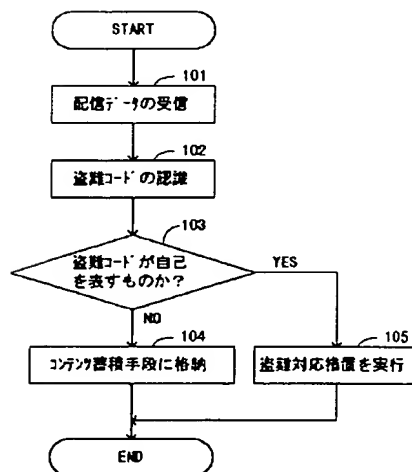 START
101
配信データの受信
102
盗難コードの認識
103
盗難コードが自己
を表すものか?
YES
NO
104
コンテンツ蓄積手段に格納
105
盗難対応措置を実行
END